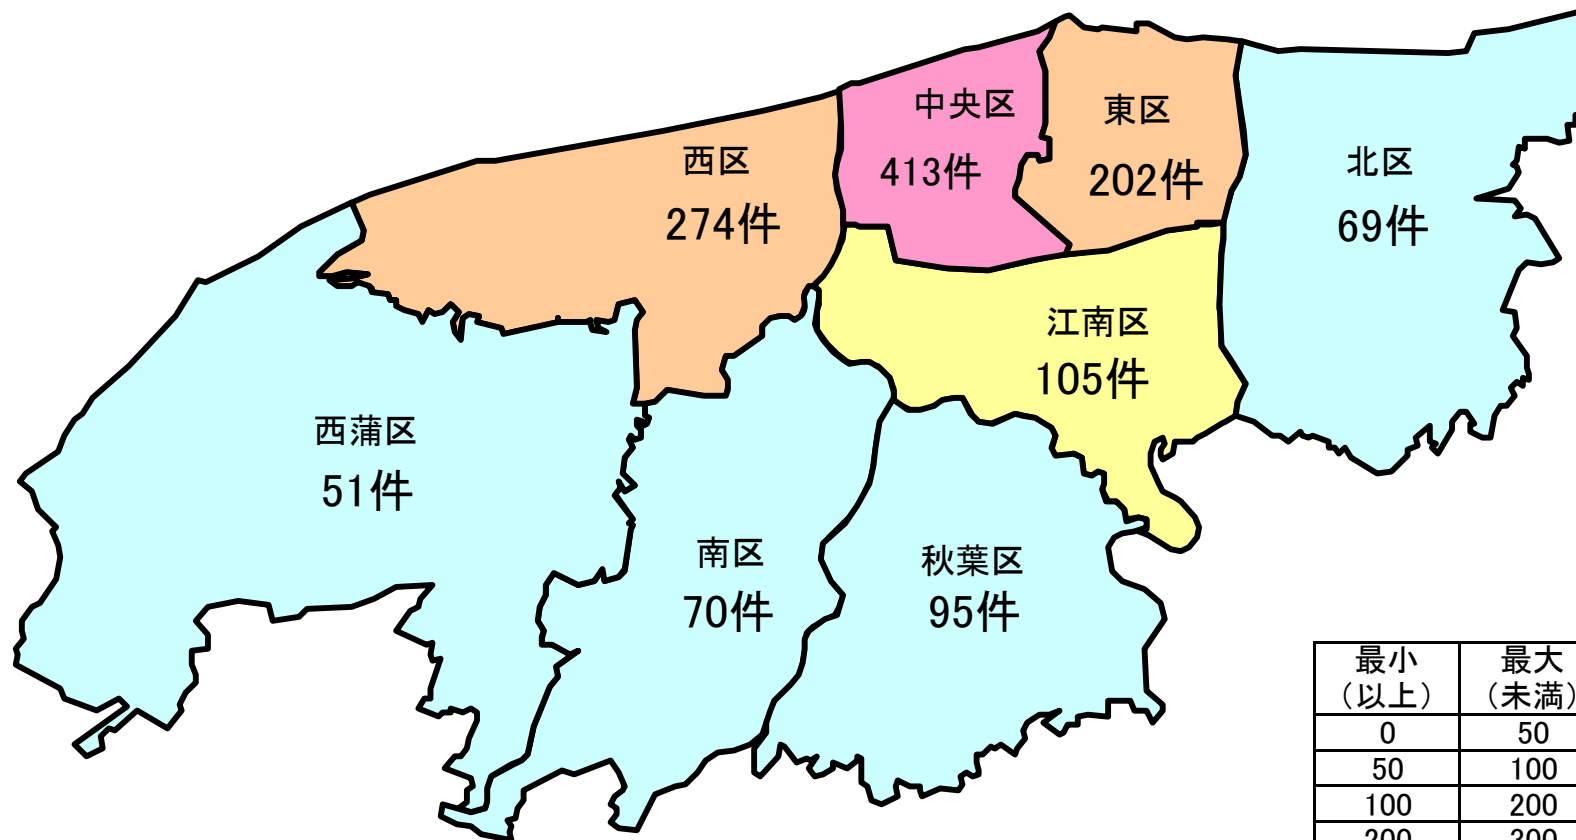 中央区
413件
東区
202件
西区
274件
北区
69件
江南区
105件
西蒲区
51件
南区
70件
秋葉区
95件
最小 最大
(以上) (未満)
0 50
50 100
100 200
200 300